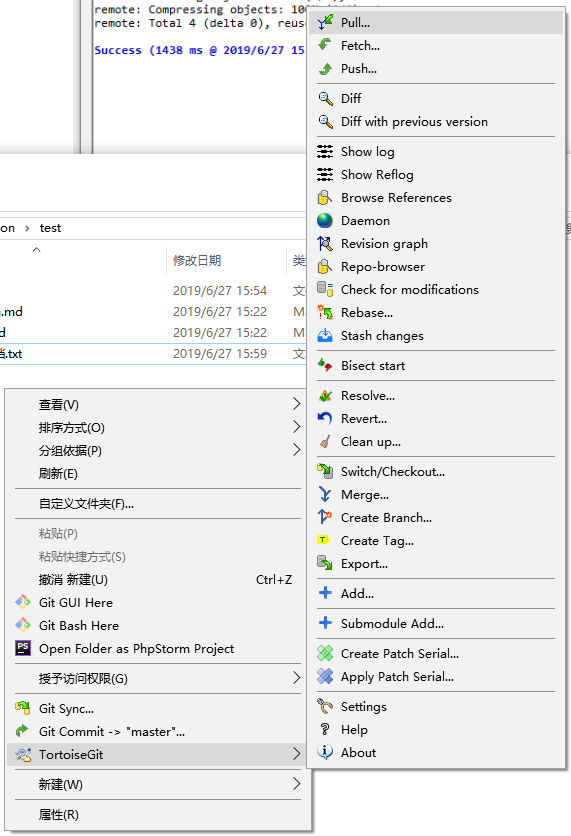 remote: Compressing objects: 10
remote: Total 4 (delta 0), reuse
Success (1438 ms @ 2019/6/27 15
on › test
修改日期
2019/6/27 15:54
.md 2019/6/27 15:22
d 2019/6/27 15:22
.txt 2019/6/27 15:59
查看(V)
排序方式(O)
分组依据(P)
刷新(E)
自定义文件夹(F)...
粘贴(P)
粘贴快捷方式(S)
撤消 新建(U) Ctrl+Z
Git GUI Here
Git Bash Here
PS Open Folder as PhpStorm Project
授予访问权限(G)
Git Sync...
Git Commit -> "master"...
TortoiseGit
新建(W)
属性(R)
Pull...
Fetch...
Push...
Diff
Diff with previous version
Show log
Show Reflog
Browse References
Daemon
Revision graph
Repo-browser
Check for modifications
Rebase...
Stash changes
Bisect start
Resolve...
Revert...
Clean up...
Switch/Checkout...
Merge...
Create Branch...
Create Tag...
Export...
Add...
Submodule Add...
Create Patch Serial...
Apply Patch Serial...
Settings
Help
About